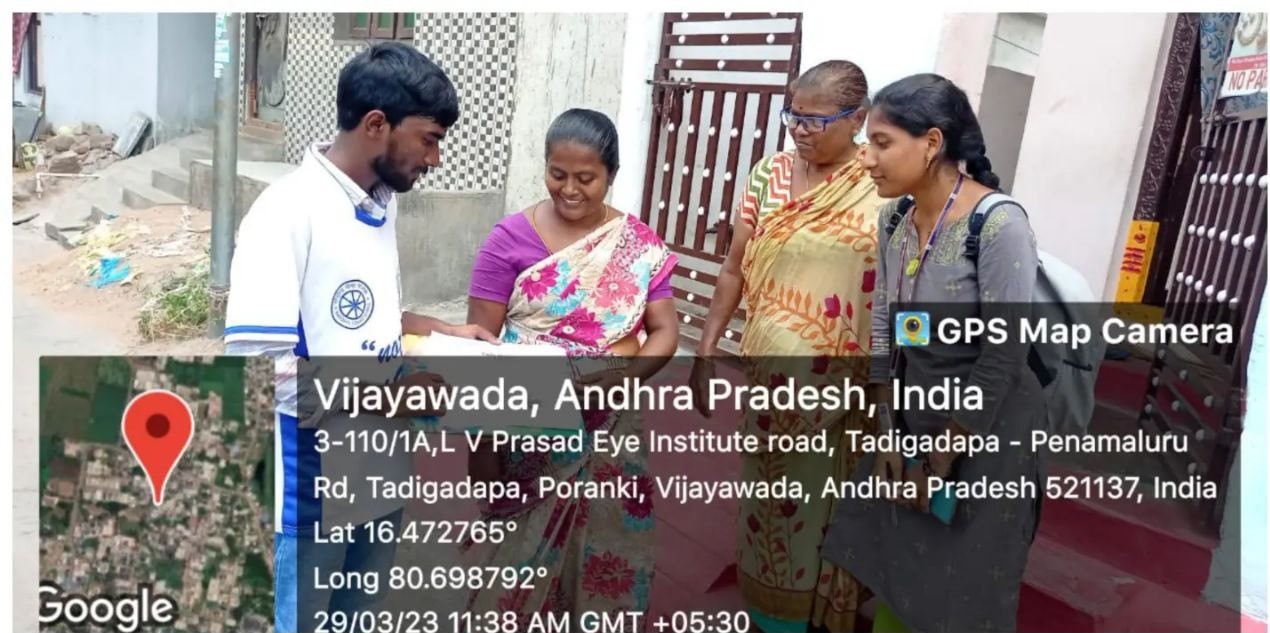 NO PA
GPS Map Camera
"no
Vijayawada, Andhra Pradesh, India
3-110/1A,L V Prasad Eye Institute road, Tadigadapa - Penamaluru
Rd, Tadigadapa, Poranki, Vijayawada, Andhra Pradesh 521137, India
Lat 16.472765°
Long 80.698792°
29/03/23 11:38 AM GMT +05:30
Google